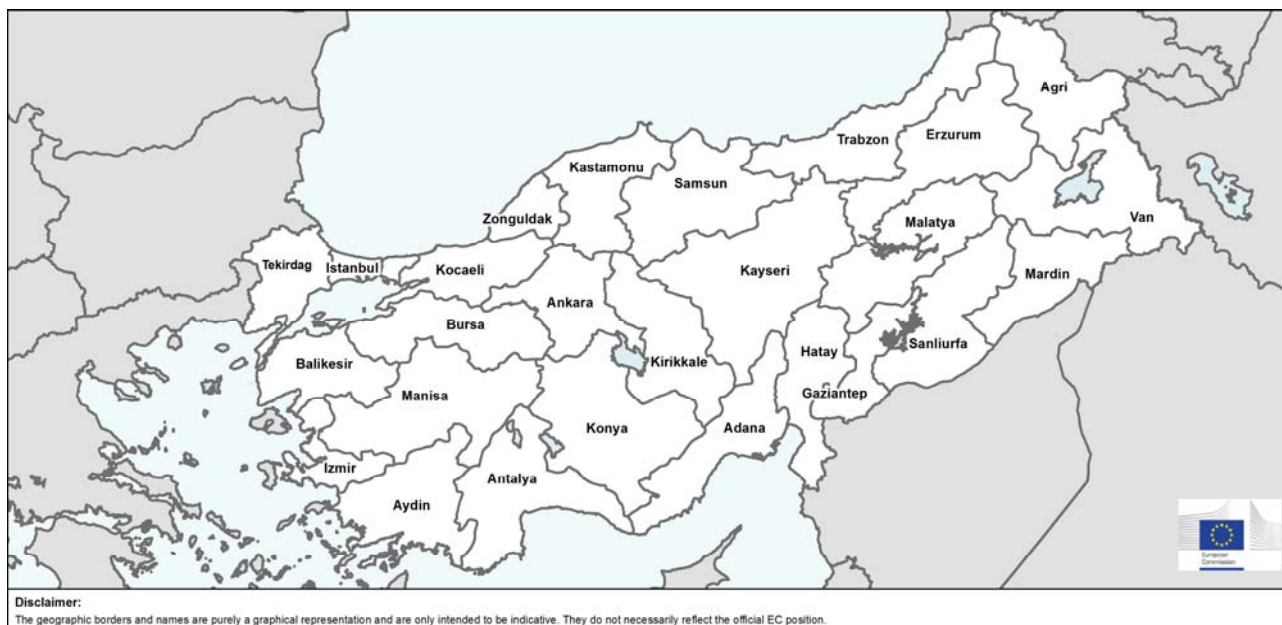 Agri
Trabzon
Erzurum
Kastamonu
Samsun
Zonguldak
Malatya
Van
Tekirdag
Istanbul
Kocaeli
Kayseri
Mardin
Ankara
Bursa
Sanliurfa
Balikesir
Kirikkale
Hatay
Manisa
Gaziantep
Konya
Adana
Izmir
Antalya
Aydin
European
Commission
Disclaimer:
The geographic borders and names are purely a graphical representation and are only intended to be indicative. They do not necessarily reflect the official EC position.